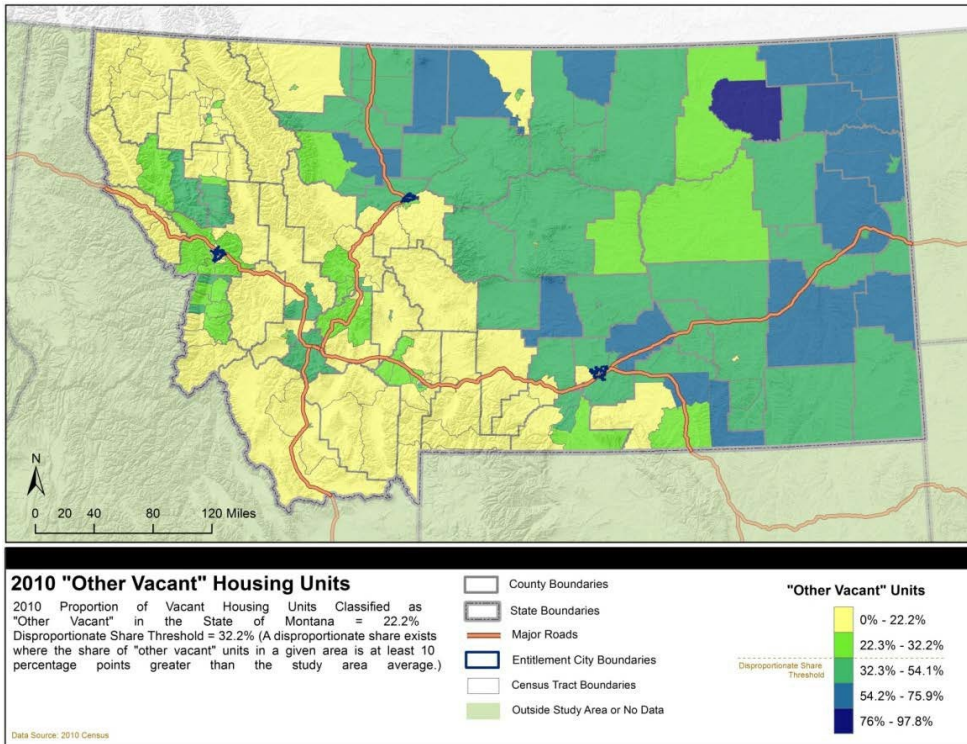 N
0 20 40 80 120 Miles
2010 "Other Vacant" Housing Units
2010 Proportion of Vacant Housing Units Classified as
"Other Vacant" in the State of Montana = 22.2%
Disproportionate Share Threshold = 32.2% (A disproportionate share exists
where the share of "other vacant" units in a given area is at least 10
percentage points greater than the study area average.)
Data Source: 2010 Census
County Boundaries
State Boundaries
Major Roads
Entitlement City Boundaries
Census Tract Boundaries
Outside Study Area or No Data
"Other Vacant" Units
0% - 22.2%
22.3% - 32.2%
Disproportionate Share
Threshold
32.3% - 54.1%
54.2% - 75.9%
76% - 97.8%